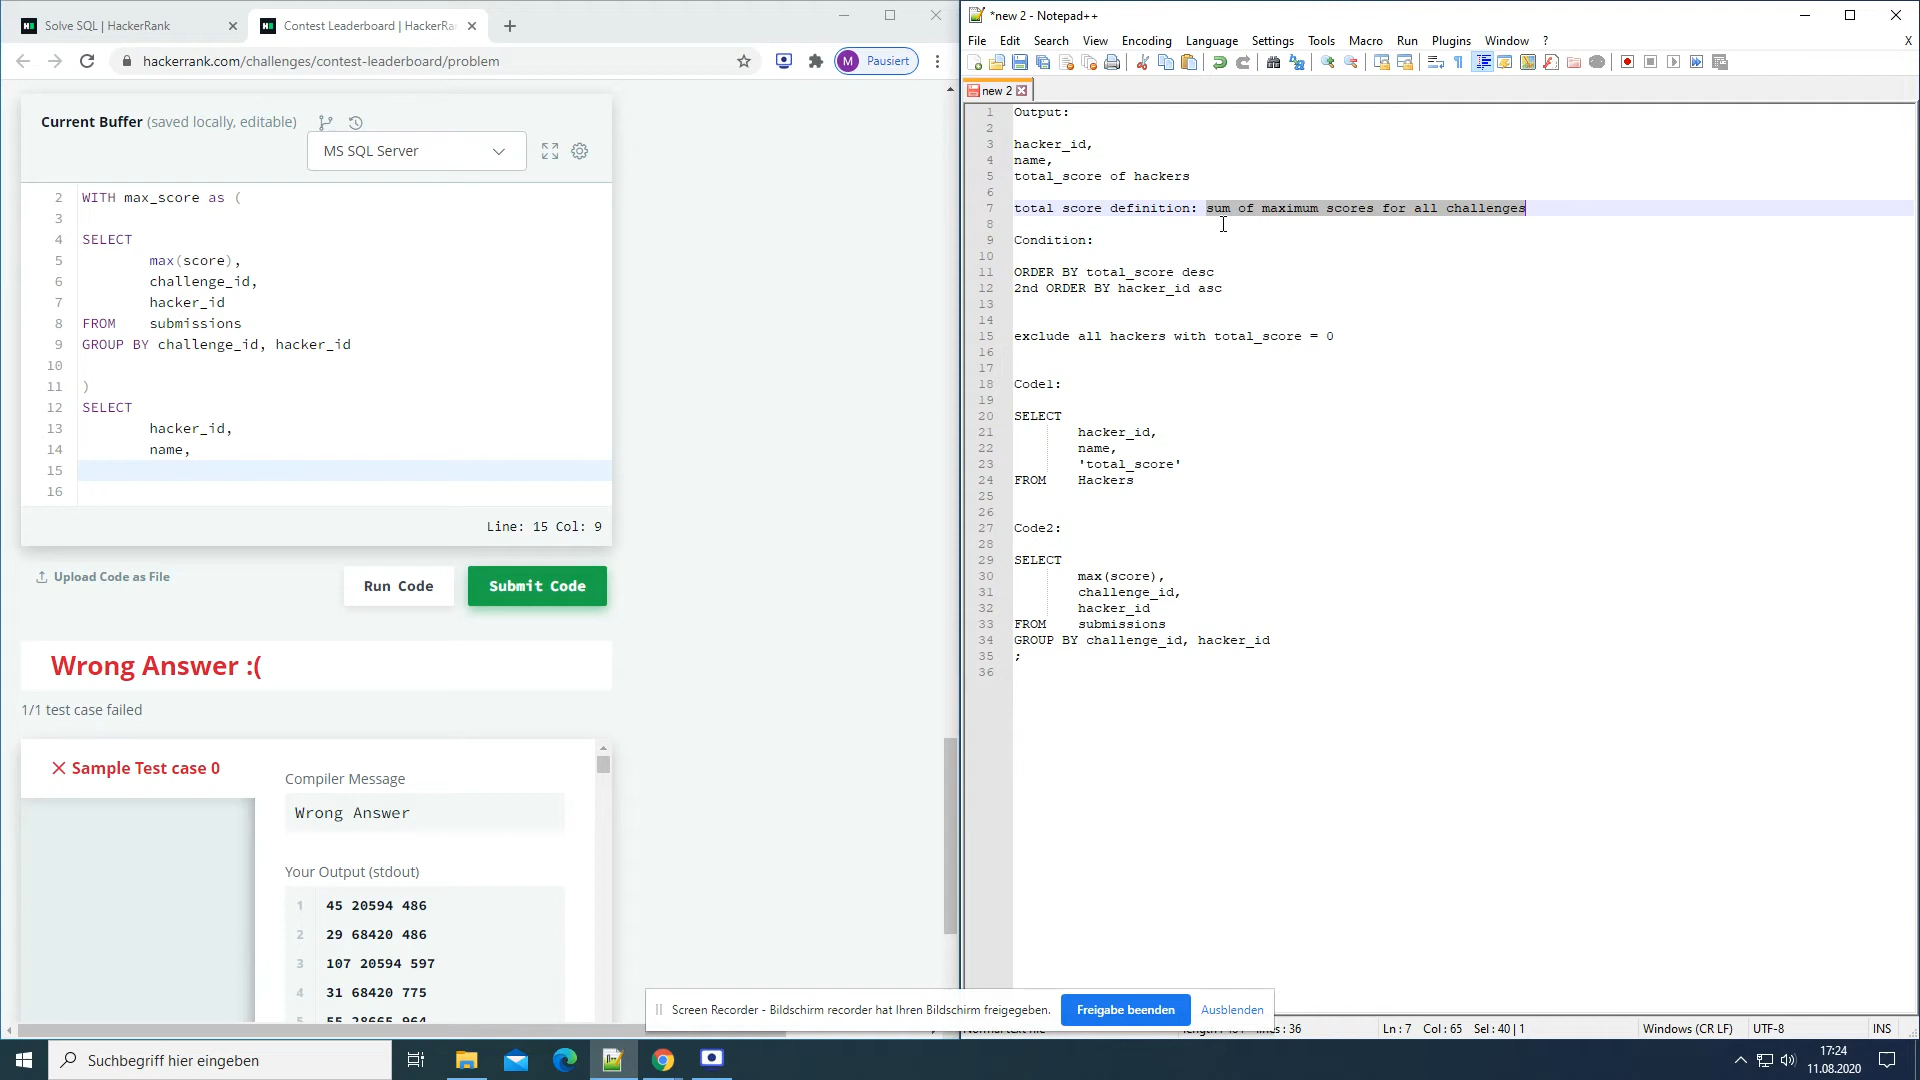 Solve SQL | HackerRank
Contest Leaderboard | HackerRan
hackerrank.com/challenges/contest-leaderboard/problem
M Pausiert
Current Buffer (saved locally, editable)
MS SQL Server
2 WITH max_score as (
3
4 SELECT
5 max(score),
6 challenge_id,
7 hacker_id
8 FROM submissions
9 GROUP BY challenge_id, hacker_id
10
11 )
12 SELECT
13 hacker_id,
14 name,
15
16
Line: 15 Col: 9
Upload Code as File
Run Code
Submit Code
Wrong Answer :(
1/1 test case failed
Sample Test case 0
Compiler Message
Wrong Answer
Your Output (stdout)
1 45 20594 486
2 29 68420 486
3 107 20594 597
4 31 68420 775
*new 2 - Notepad++
File Edit Search View Encoding Language Settings Tools Macro Run Plugins Window ? X
new 2
1 Output:
2
3 hacker_id,
4 name,
5 total_score of hackers
6
7 total score definition: sum of maximum scores for all challenges
8
9 Condition:
10
11 ORDER BY total_score desc
12 2nd ORDER BY hacker_id asc
13
14
15 exclude all hackers with total_score = 0
16
17
18 Code1:
19
20 SELECT
21 hacker_id,
22 name,
23 'total_score'
24 FROM Hackers
25
26
27 Code2:
28
29 SELECT
30 max(score),
31 challenge_id,
32 hacker_id
33 FROM submissions
34 GROUP BY challenge_id, hacker_id
35 ;
36
Screen Recorder - Bildschirm recorder hat Ihren Bildschirm freigegeben.
Freigabe beenden
Ausblenden
Ln : 7 Col : 65 Sel : 40 | 1
Windows (CR LF)
UTF-8
INS
Suchbegriff hier eingeben
17:24
11.08.2020